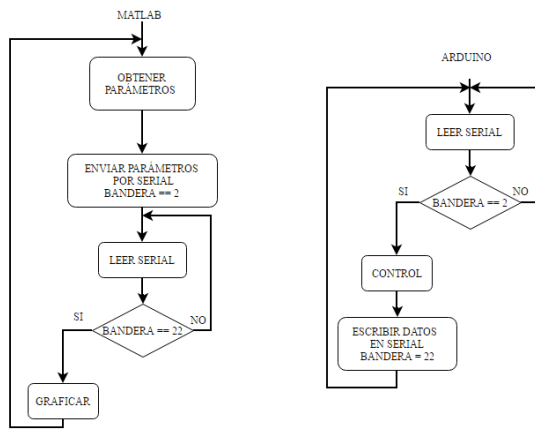 MATLAB
OBTENER
PARÁMETROS
ENVIAR PARÁMETROS
POR SERIAL
BANDERA == 2
LEER SERIAL
SI
BANDERA == 22
NO
GRAFICAR
ARDUINO
LEER SERIAL
SI
BANDERA == 2
NO
CONTROL
ESCRIBIR DATOS
EN SERIAL
BANDERA = 22